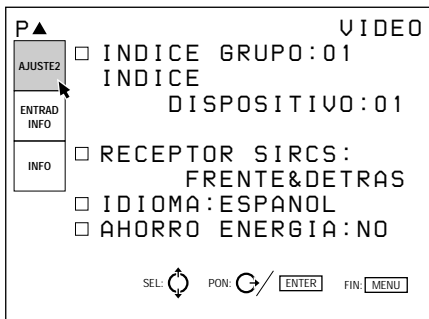 P▲ VIDEO
AJUSTE2
ENTRAD
INFO
INFO
□ INDICE GRUPO:01
INDICE
DISPOSITIVO:01
□ RECEPTOR SIRCS:
FRENTE&DETRAS
□ IDIOMA:ESPANOL
□ AHORRO ENERGIA:NO
SEL: PON: / ENTER FIN: MENU